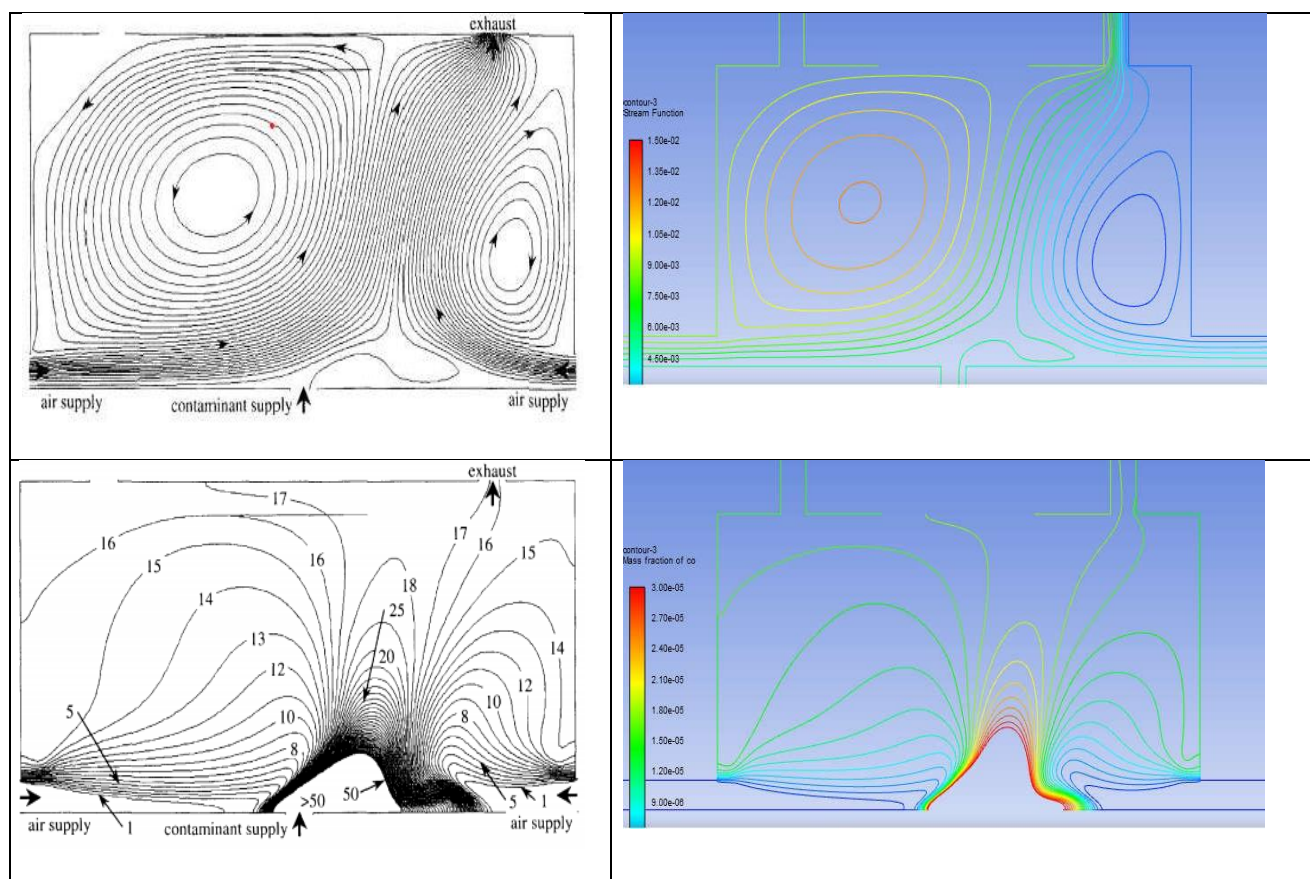 exhaust
air supply
contaminant supply
air supply
contour-3
Stream Function
1.50e-02
1.35e-02
1.20e-02
1.05e-02
9.00e-03
7.50e-03
6.00e-03
4.50e-03
exhaust
17
17
16
16
16
15
15
18
14
25
13
14
20
12
12
10
10
5
8
8
50
>50
5
1
1
air supply
contaminant supply
air supply
contour-3
Mass fraction of co
3.00e-05
2.70e-05
2.40e-05
2.10e-05
1.80e-05
1.50e-05
1.20e-05
9.00e-06